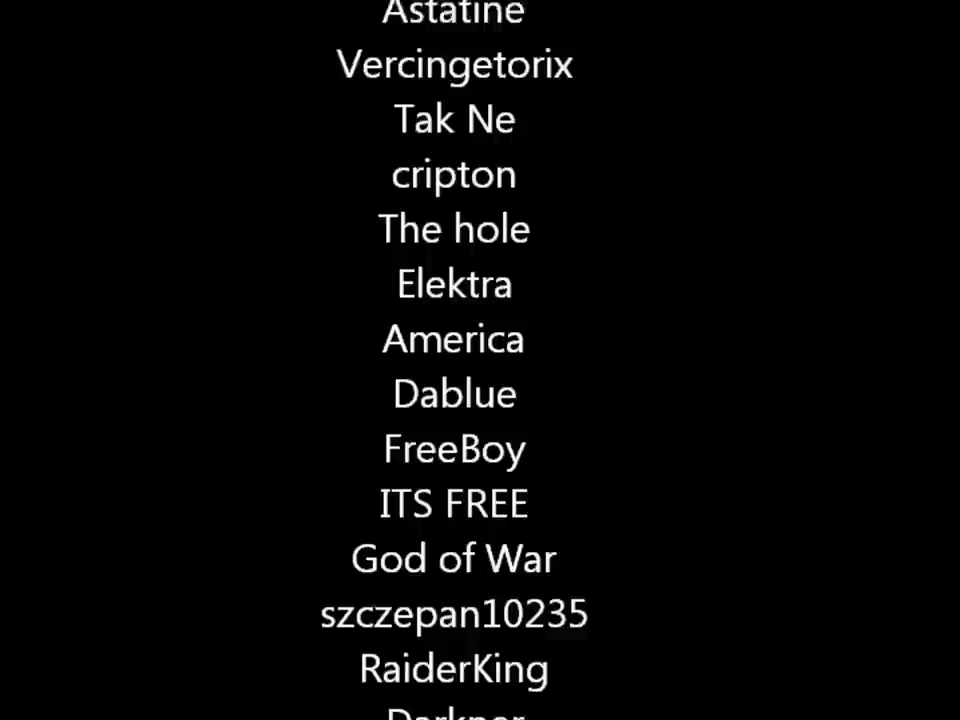 Astatine
Vercingetorix
Tak Ne
cripton
The hole
Elektra
America
Dablue
FreeBoy
ITS FREE
God of War
szczepan10235
RaiderKing